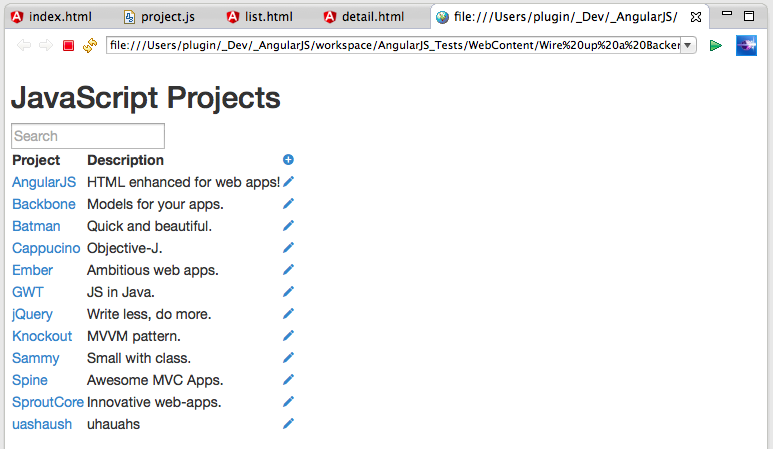 index.html project.js list.html detail.html file:///Users/plugin/_Dev/_AngularJS/
file:///Users/plugin/_Dev/_AngularJS/workspace/AngularJS_Tests/WebContent/Wire%20up%20a%20Backen
JavaScript Projects
Search
Project Description
AngularJS HTML enhanced for web apps!
Backbone Models for your apps.
Batman Quick and beautiful.
Cappucino Objective-J.
Ember Ambitious web apps.
GWT JS in Java.
jQuery Write less, do more.
Knockout MVVM pattern.
Sammy Small with class.
Spine Awesome MVC Apps.
SproutCore Innovative web-apps.
uashaush uhauahs